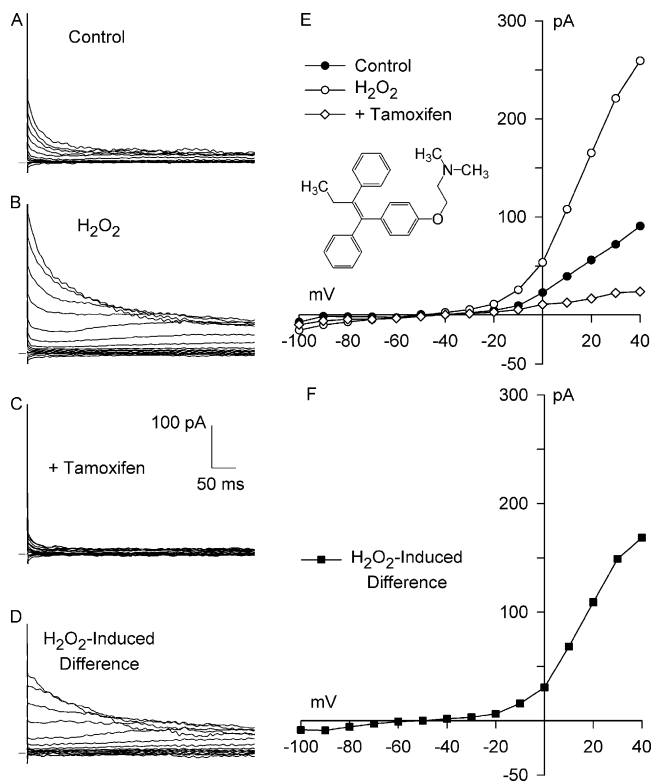 A
Control
B
H₂O₂
C
+ Tamoxifen
100 pA
50 ms
D
H₂O₂-Induced
Difference
E
Control
H₂O₂
+ Tamoxifen
H₃C
N
CH₃
H₃C
O
300
pA
200
100
mV
-100 -80 -60 -40 -20
20 40
-50
F
300
pA
200
H₂O₂-Induced
Difference
100
mV
-100 -80 -60 -40 -20
20 40
-50